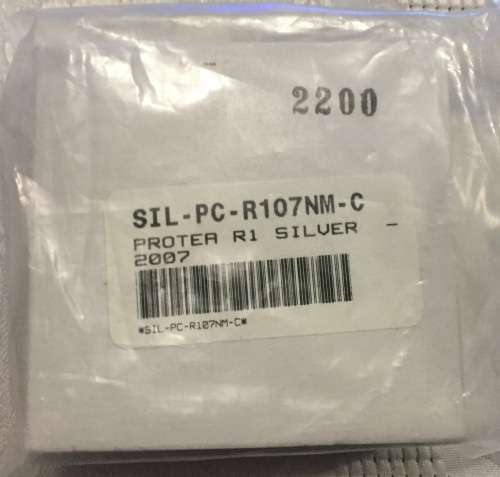 2200
SIL-PC-R107NM-C
PROTEA R1 SILVER -
2007
*SIL-PC-R107NM-C*